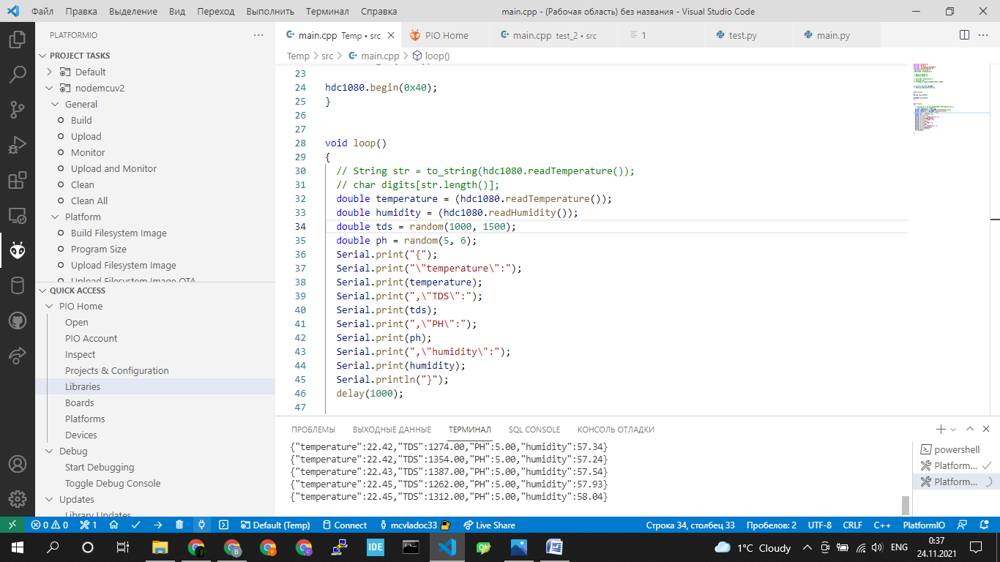 Файл Правка Выделение Вид Переход Выполнить Терминал Справка main.cpp - (Рабочая область) без названия - Visual Studio Code
PLATFORMIO ...
PROJECT TASKS
Default
nodemcuv2
General
Build
Upload
Monitor
Upload and Monitor
Clean
Clean All
Platform
Build Filesystem Image
Program Size
Upload Filesystem Image
Upload Filesystem Image OTA
QUICK ACCESS
PIO Home
Open
PIO Account
Inspect
Projects & Configuration
Libraries
Boards
Platforms
Devices
Debug
Start Debugging
Toggle Debug Console
Updates
Library Updates
main.cpp Temp • src PIO Home main.cpp test_2 • src 1 test.py main.py
Temp > src > main.cpp > loop()
23
24 hdc1080.begin(0x40);
25 }
26
27
28 void loop()
29 {
30 // String str = to_string(hdc1080.readTemperature());
31 // char digits[str.length()];
32 double temperature = (hdc1080.readTemperature());
33 double humidity = (hdc1080.readHumidity());
34 double tds = random(1000, 1500);
35 double ph = random(5, 6);
36 Serial.print("{");
37 Serial.print("\"temperature\":");
38 Serial.print(temperature);
39 Serial.print(",\"TDS\":");
40 Serial.print(tds);
41 Serial.print(",\"PH\":");
42 Serial.print(ph);
43 Serial.print(",\"humidity\":");
44 Serial.print(humidity);
45 Serial.println("}");
46 delay(1000);
47
ПРОБЛЕМЫ ВЫХОДНЫЕ ДАННЫЕ ТЕРМИНАЛ SQL CONSOLE КОНСОЛЬ ОТЛАДКИ
{"temperature":22.42,"TDS":1274.00,"PH":5.00,"humidity":57.34}
{"temperature":22.42,"TDS":1354.00,"PH":5.00,"humidity":57.24}
{"temperature":22.43,"TDS":1387.00,"PH":5.00,"humidity":57.54}
{"temperature":22.45,"TDS":1262.00,"PH":5.00,"humidity":57.93}
{"temperature":22.45,"TDS":1312.00,"PH":5.00,"humidity":58.04}
powershell
Platform...
Platform...
0 0 1 Default (Temp) Connect mcvladoc33 Live Share Строка 34, столбец 33 Пробелов: 2 UTF-8 CRLF C++ PlatformIO
IDE 1°C Cloudy ENG 0:37
24.11.2021